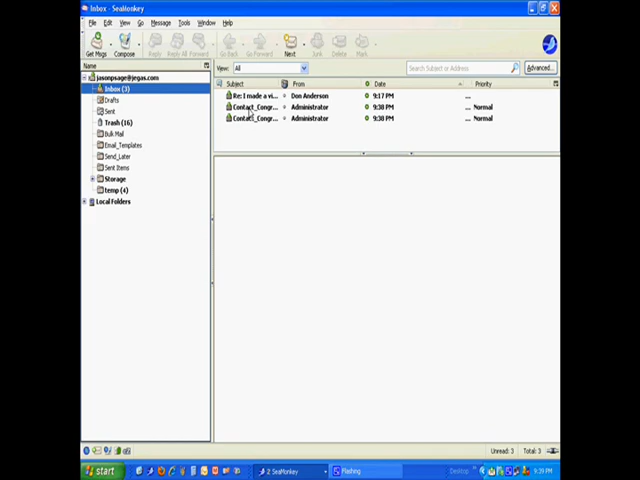 Inbox - SeaMonkey
File Edit View Go Message Tools Window Help
Get Msgs Compose Reply Reply All Forward Go Back Go Forward Next Junk Delete Mark
Name
jasonpsage@jegas.com
Inbox (3)
Drafts
Sent
Trash (16)
Bulk Mail
Email_Templates
Send_Later
Sent Items
Storage
temp (4)
Local Folders
View: All Search Subject or Address Advanced...
Subject From Date Priority
Re: I made a vi... Don Anderson 9:17 PM ...
Contact_Congr... Administrator 9:38 PM ... Normal
Contact_Congr... Administrator 9:38 PM ... Normal
Unread: 3 Total: 3
start 2 SeaMonkey Flashing Desktop 9:39 PM